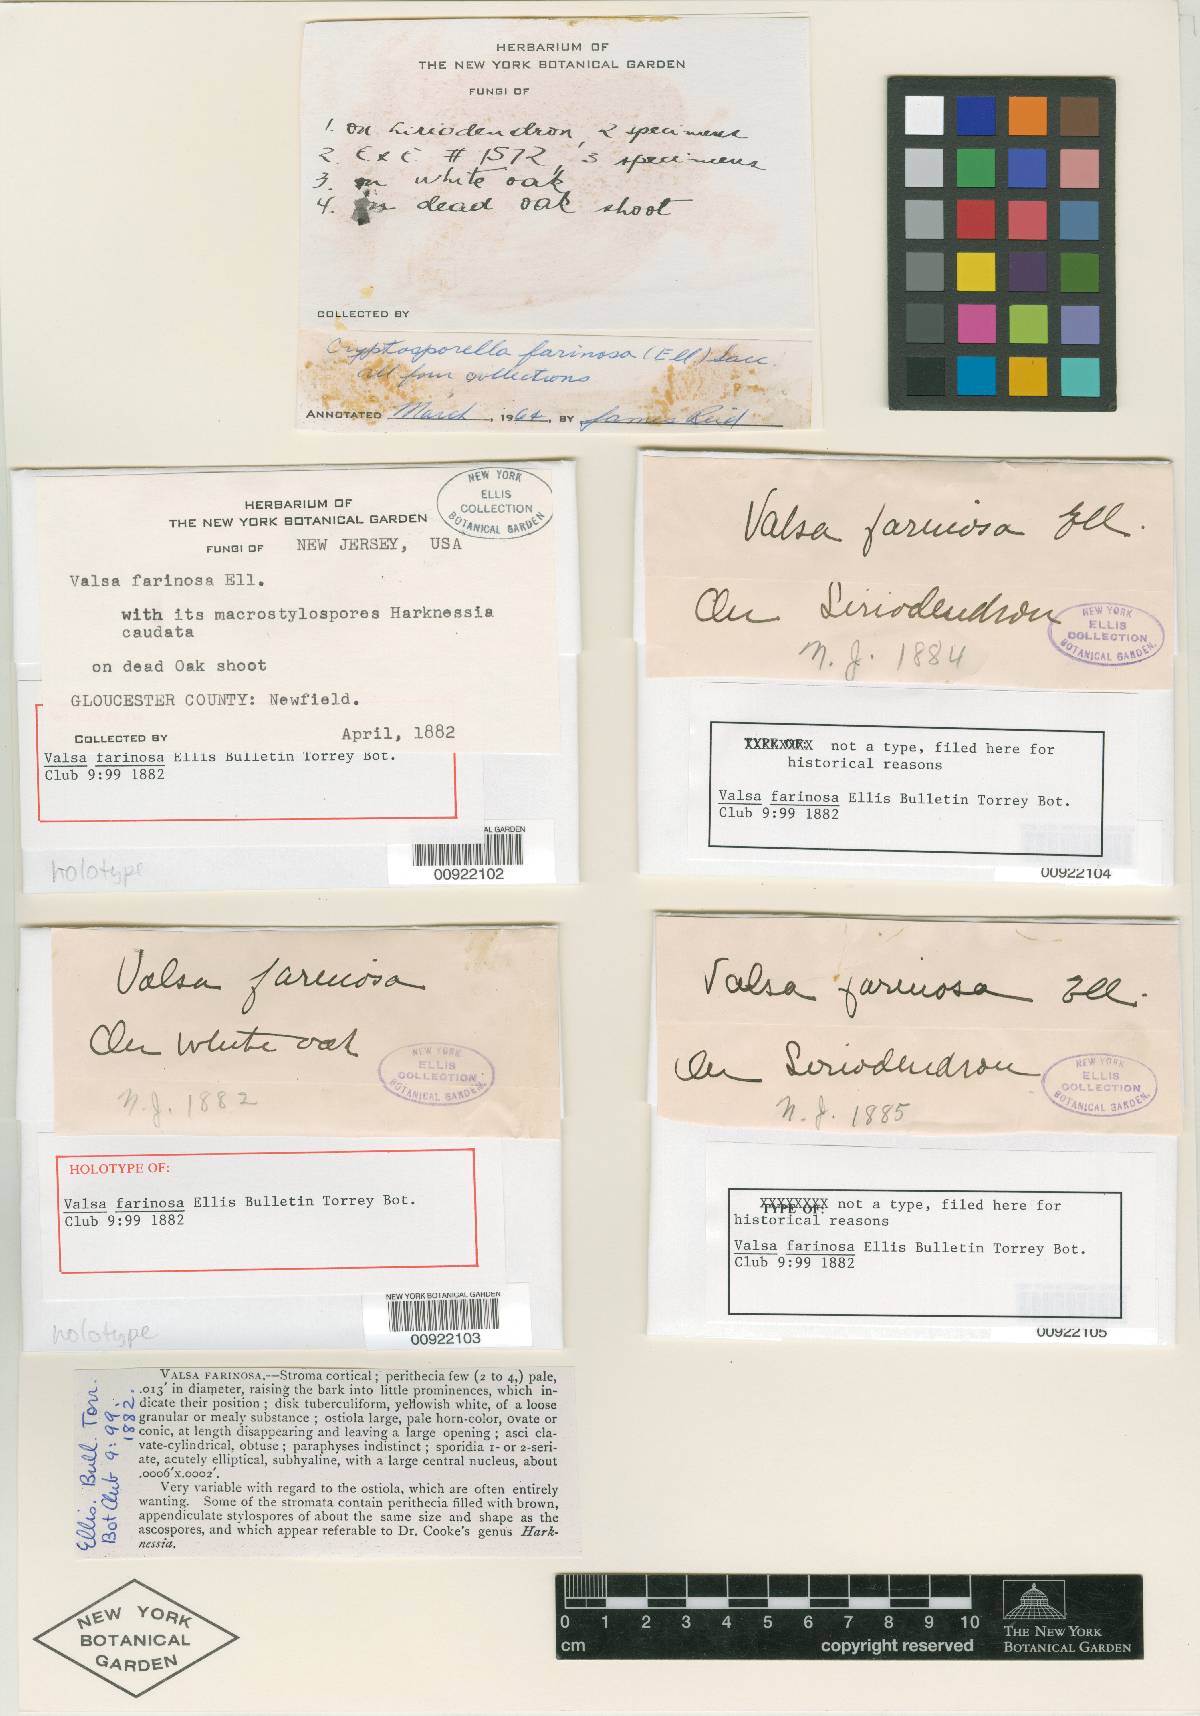 HERBARIUM OF
THE NEW YORK BOTANICAL GARDEN
FUNGI OF
1. on Liriodendron, 2 specimens
2. E & E # 1572, 3 specimens
3. on white oak
4. on dead oak shoot
COLLECTED BY
Cryptosporella farinosa (Ell) Sacc.
all four collections
ANNOTATED March, 1964, BY James Reid
HERBARIUM OF
THE NEW YORK BOTANICAL GARDEN
FUNGI OF NEW JERSEY, USA
NEW YORK
ELLIS
COLLECTION
BOTANICAL GARDEN
Valsa farinosa Ell.
with its macrostylospores Harknessia
caudata
on dead Oak shoot
GLOUCESTER COUNTY: Newfield.
COLLECTED BY April, 1882
Valsa farinosa Ellis Bulletin Torrey Bot.
Club 9:99 1882
holotype
AL GARDEN
00922102
Valsa farinosa Ell.
On Liriodendron
N. J. 1884
NEW YORK
ELLIS
COLLECTION
BOTANICAL GARDEN.
TYPE OF: not a type, filed here for
historical reasons
Valsa farinosa Ellis Bulletin Torrey Bot.
Club 9:99 1882
00922104
Valsa farinosa
On white oak
N. J. 1882
NEW YORK
ELLIS
COLLECTION
BOTANICAL GARDEN.
HOLOTYPE OF:
Valsa farinosa Ellis Bulletin Torrey Bot.
Club 9:99 1882
holotype
NEW YORK BOTANICAL GARDEN
00922103
Valsa farinosa Ell.
On Liriodendron
N. J. 1885
NEW YORK
ELLIS
COLLECTION
BOTANICAL GARDEN.
XXXXXXXX not a type, filed here for
TYPE OF:
historical reasons
Valsa farinosa Ellis Bulletin Torrey Bot.
Club 9:99 1882
00922105
Ellis. Bull. Torr.
Bot Club 9:99.
1882.
VALSA FARINOSA.—Stroma cortical; perithecia few (2 to 4,) pale,
.013' in diameter, raising the bark into little prominences, which in-
dicate their position; disk tuberculiform, yellowish white, of a loose
granular or mealy substance; ostiola large, pale horn-color, ovate or
conic, at length disappearing and leaving a large opening; asci cla-
vate-cylindrical, obtuse; paraphyses indistinct; sporidia 1- or 2-seri-
ate, acutely elliptical, subhyaline, with a large central nucleus, about
.0006'x.0002'.
Very variable with regard to the ostiola, which are often entirely
wanting. Some of the stromata contain perithecia filled with brown,
appendiculate stylospores of about the same size and shape as the
ascospores, and which appear referable to Dr. Cooke's genus Hark-
nessia.
NEW YORK
BOTANICAL
GARDEN
0 1 2 3 4 5 6 7 8 9 10
cm copyright reserved
THE NEW YORK
BOTANICAL GARDEN